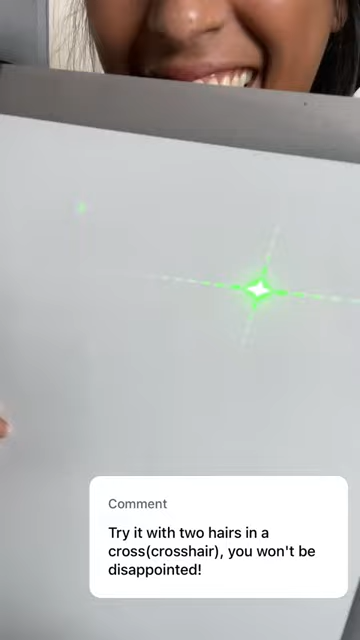 Comment
Try it with two hairs in a
cross(crosshair), you won't be
disappointed!